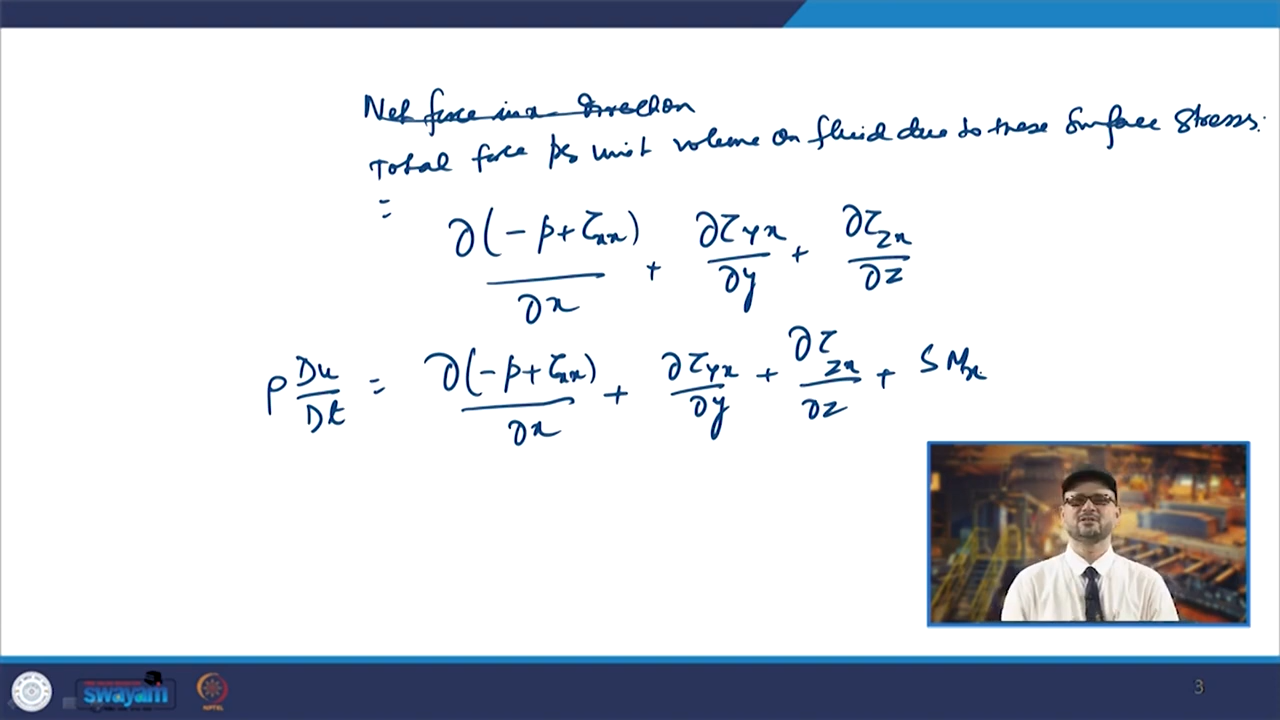 Net force in x-Direction
Total force per unit volume on fluid due to these Surface stresses.
=
∂(-p+τxx)/∂x + ∂τyx/∂y + ∂τzx/∂z
ρ Du/Dt = ∂(-p+τxx)/∂x + ∂τyx/∂y + ∂τzx/∂z + SMx
swayam
NPTEL
3